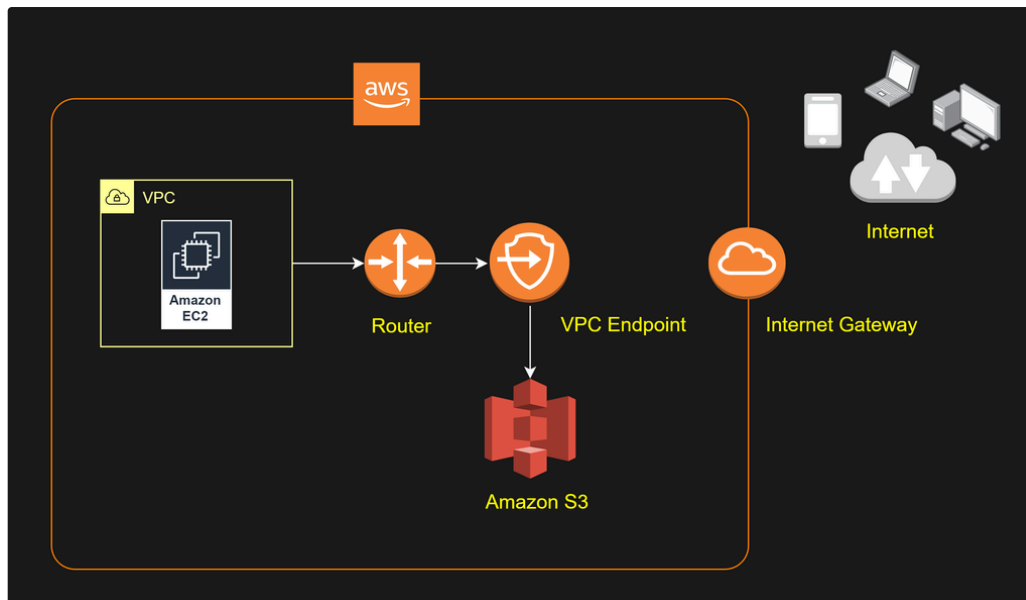 aws
VPC
Amazon
EC2
Router
VPC Endpoint
Internet Gateway
Internet
Amazon S3